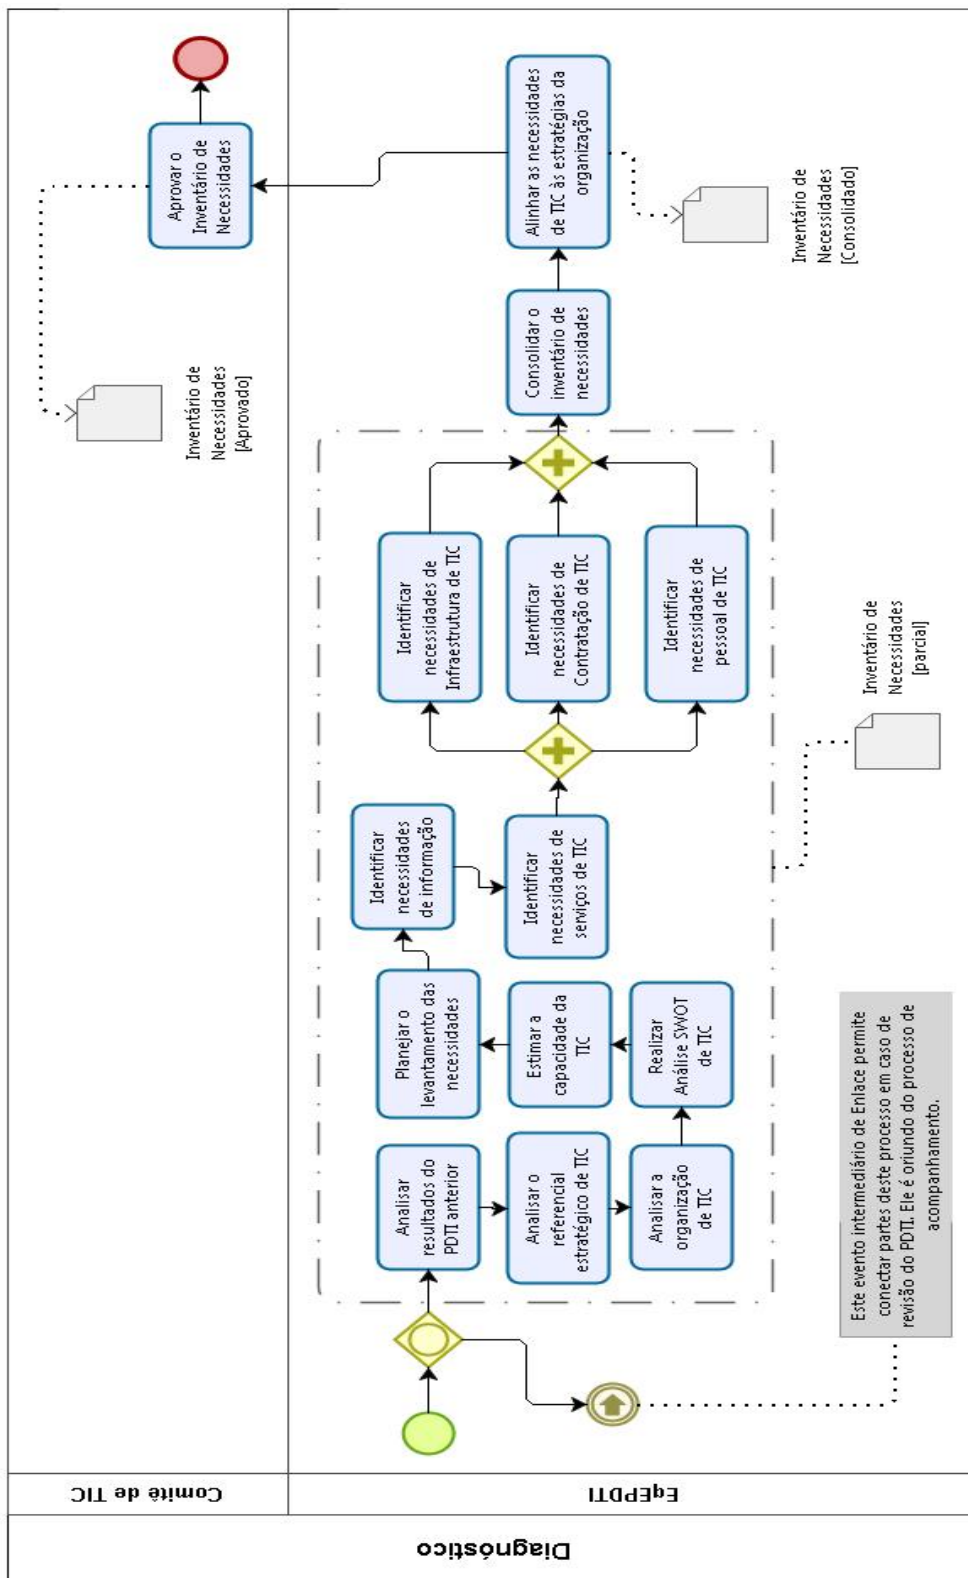 Diagnóstico
Comitê de TIC
EqEPDTI
Aprovar o
Inventário de
Necessidades
Inventário de
Necessidades
[Aprovado]
Analisar
resultados do
PDTI anterior
Analisar o
referencial
estratégico de TIC
Analisar a
organização
de TIC
Realizar
Análise SWOT
de TIC
Estimar a
capacidade da
TIC
Planejar o
levantamento das
necessidades
Identificar
necessidades
de informação
Identificar
necessidades de
serviços de TIC
Identificar
necessidades de
Infraestrutura de TIC
Identificar
necessidades de
Contratação de TIC
Identificar
necessidades de
pessoal de TIC
Consolidar o
inventário de
necessidades
Alinhar as necessidades
de TIC às estratégias da
organização
Inventário de
Necessidades
[Consolidado]
Inventário de
Necessidades
[parcial]
Este evento intermediário de Enlace permite
conectar partes deste processo em caso de
revisão do PDTI. Ele é oriundo do processo de
acompanhamento.